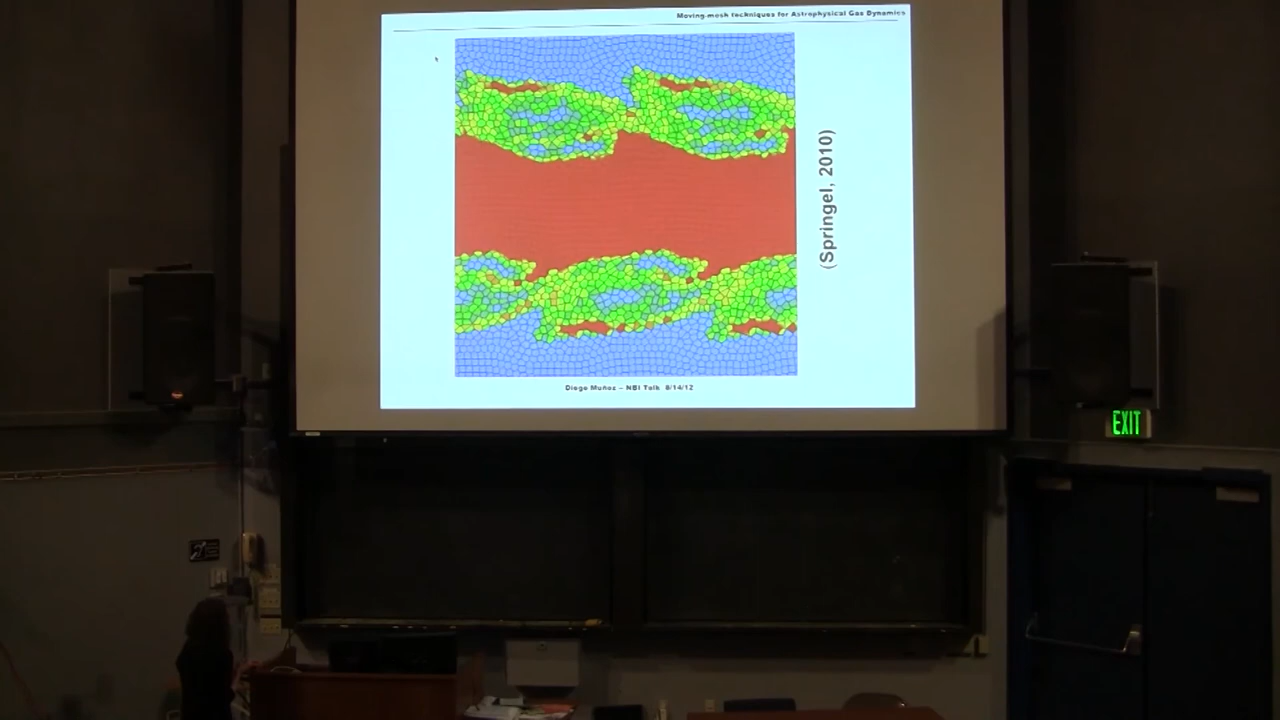 Moving-mesh techniques for Astrophysical Gas Dynamics
(Springel, 2010)
Diego Muñoz – NBI Talk 8/14/12
EXIT